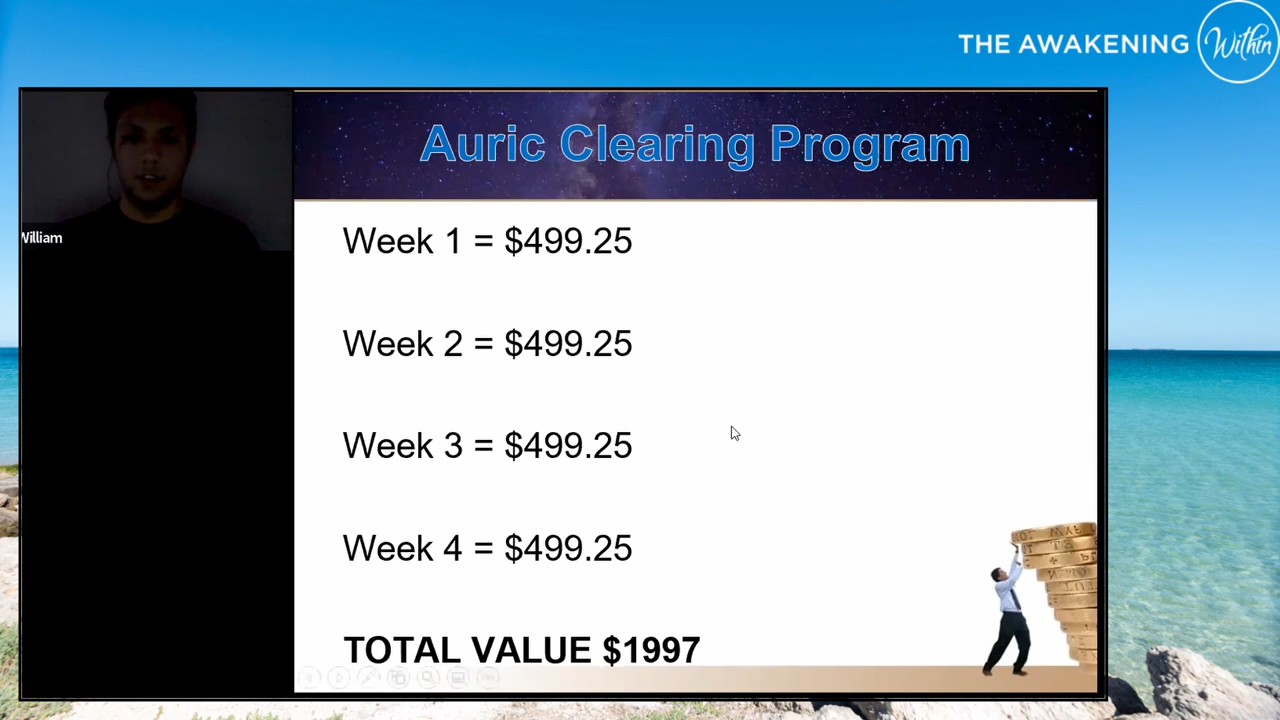 THE AWAKENING Within
Auric Clearing Program
William
Week 1 = $499.25
Week 2 = $499.25
Week 3 = $499.25
Week 4 = $499.25
TOTAL VALUE $1997